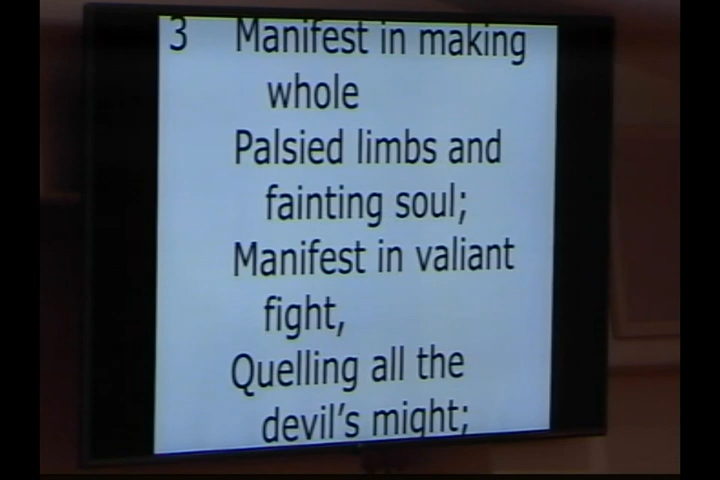 3 Manifest in making
whole
Palsied limbs and
fainting soul;
Manifest in valiant
fight,
Quelling all the
devil's might;